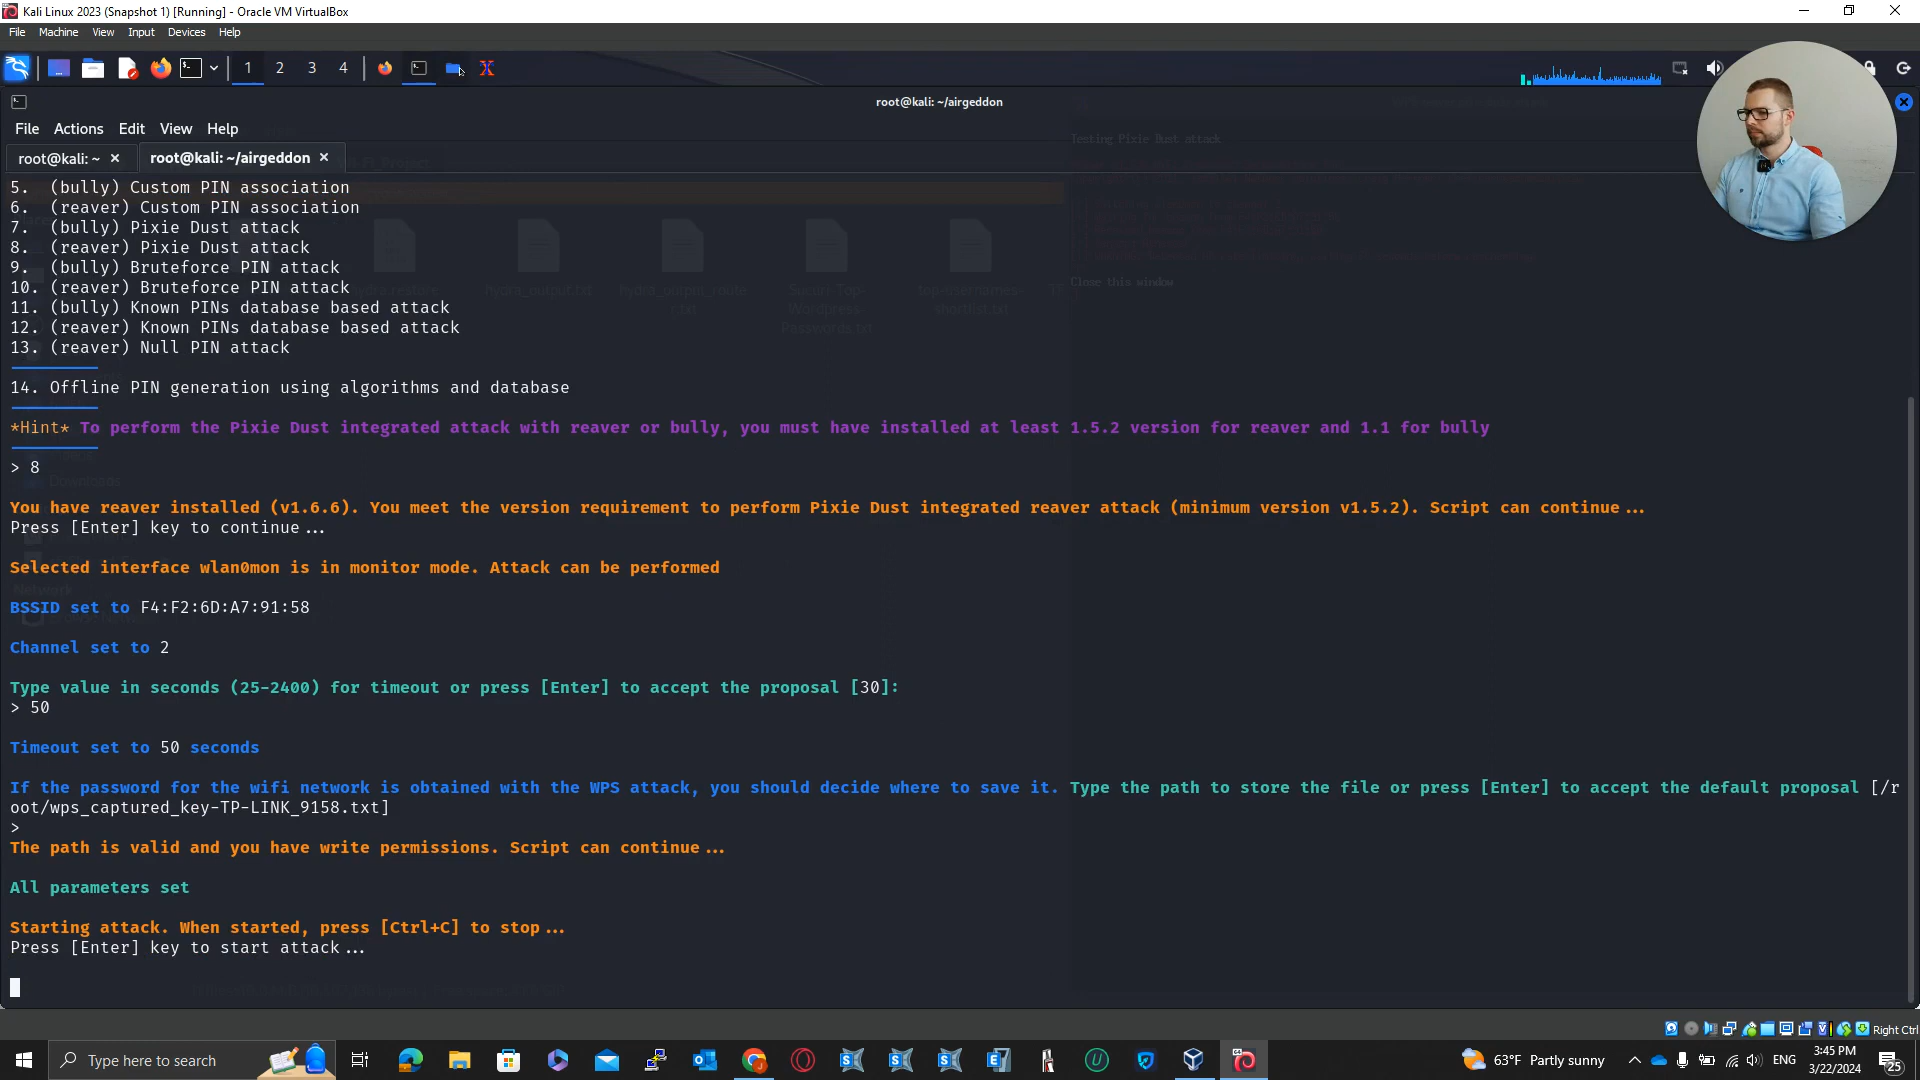 Kali Linux 2023 (Snapshot 1) [Running] - Oracle VM VirtualBox
File Machine View Input Devices Help
1 2 3 4
root@kali: ~/airgeddon
File Actions Edit View Help
root@kali: ~ × root@kali: ~/airgeddon ×
Testing Pixie Dust attack
Close this window
5. (bully) Custom PIN association
6. (reaver) Custom PIN association
7. (bully) Pixie Dust attack
8. (reaver) Pixie Dust attack
9. (bully) Bruteforce PIN attack
10. (reaver) Bruteforce PIN attack
11. (bully) Known PINs database based attack
12. (reaver) Known PINs database based attack
13. (reaver) Null PIN attack
14. Offline PIN generation using algorithms and database
*Hint* To perform the Pixie Dust integrated attack with reaver or bully, you must have installed at least 1.5.2 version for reaver and 1.1 for bully
> 8
Downloads
You have reaver installed (v1.6.6). You meet the version requirement to perform Pixie Dust integrated reaver attack (minimum version v1.5.2). Script can continue...
Press [Enter] key to continue...
Selected interface wlan0mon is in monitor mode. Attack can be performed
Network
BSSID set to F4:F2:6D:A7:91:58
Channel set to 2
Type value in seconds (25-2400) for timeout or press [Enter] to accept the proposal [30]:
> 50
Timeout set to 50 seconds
If the password for the wifi network is obtained with the WPS attack, you should decide where to save it. Type the path to store the file or press [Enter] to accept the default proposal [/r
oot/wps_captured_key-TP-LINK_9158.txt]
>
The path is valid and you have write permissions. Script can continue...
All parameters set
Starting attack. When started, press [Ctrl+C] to stop...
Press [Enter] key to start attack...
Right Ctrl
Type here to search
63°F Partly sunny
ENG
3:45 PM
3/22/2024
25